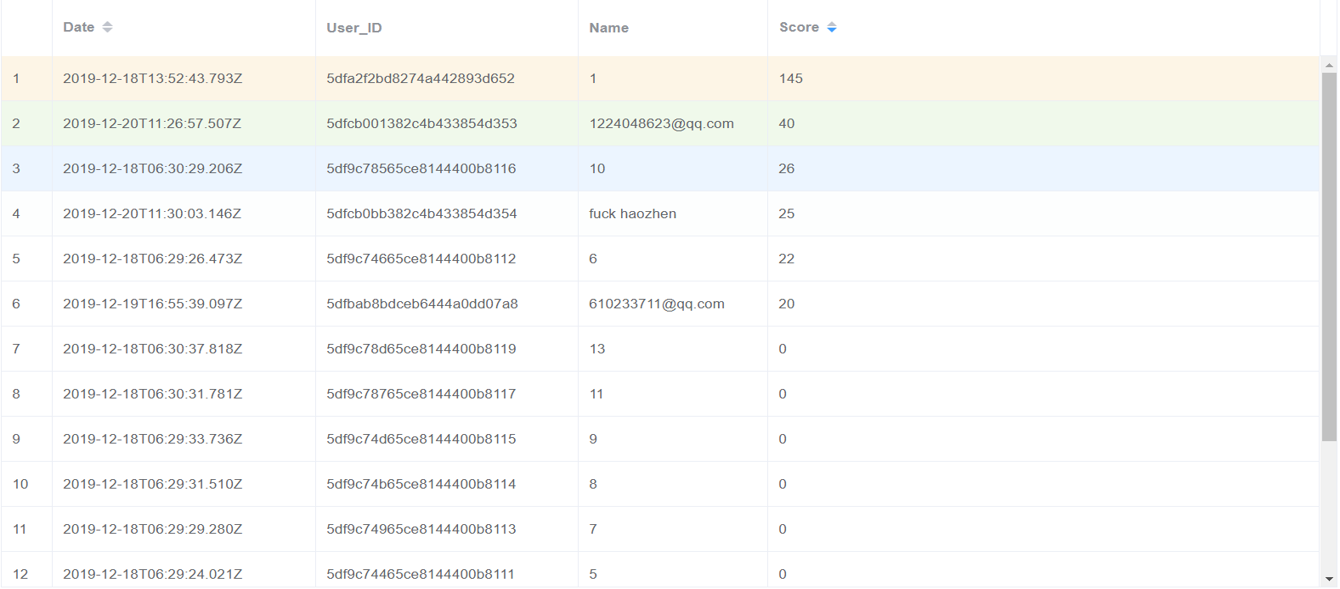 Date User_ID Name Score
1 2019-12-18T13:52:43.793Z 5dfa2f2bd8274a442893d652 1 145
2 2019-12-20T11:26:57.507Z 5dfcb001382c4b433854d353 1224048623@qq.com 40
3 2019-12-18T06:30:29.206Z 5df9c78565ce8144400b8116 10 26
4 2019-12-20T11:30:03.146Z 5dfcb0bb382c4b433854d354 fuck haozhen 25
5 2019-12-18T06:29:26.473Z 5df9c74665ce8144400b8112 6 22
6 2019-12-19T16:55:39.097Z 5dfbab8bdceb6444a0dd07a8 610233711@qq.com 20
7 2019-12-18T06:30:37.818Z 5df9c78d65ce8144400b8119 13 0
8 2019-12-18T06:30:31.781Z 5df9c78765ce8144400b8117 11 0
9 2019-12-18T06:29:33.736Z 5df9c74d65ce8144400b8115 9 0
10 2019-12-18T06:29:31.510Z 5df9c74b65ce8144400b8114 8 0
11 2019-12-18T06:29:29.280Z 5df9c74965ce8144400b8113 7 0
12 2019-12-18T06:29:24.021Z 5df9c74465ce8144400b8111 5 0